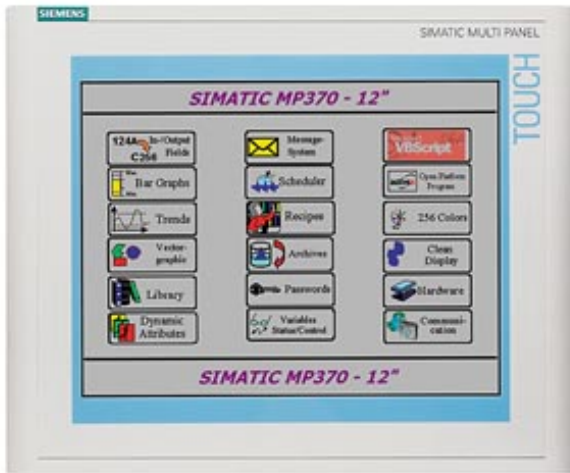 SIEMENS
SIMATIC MULTI PANEL
TOUCH
SIMATIC MP370 - 12"
124A In-/Output
C256 Fields
Message-
System
VBScript
Bar Graphs
Scheduler
Open Platform
Program
Trends
Recipes
256 Colors
Vector-
graphic
Archives
Clean
Display
Library
Passwords
Hardware
Dynamic
Attributes
Variables
Status/Control
Communi-
cation
SIMATIC MP370 - 12"